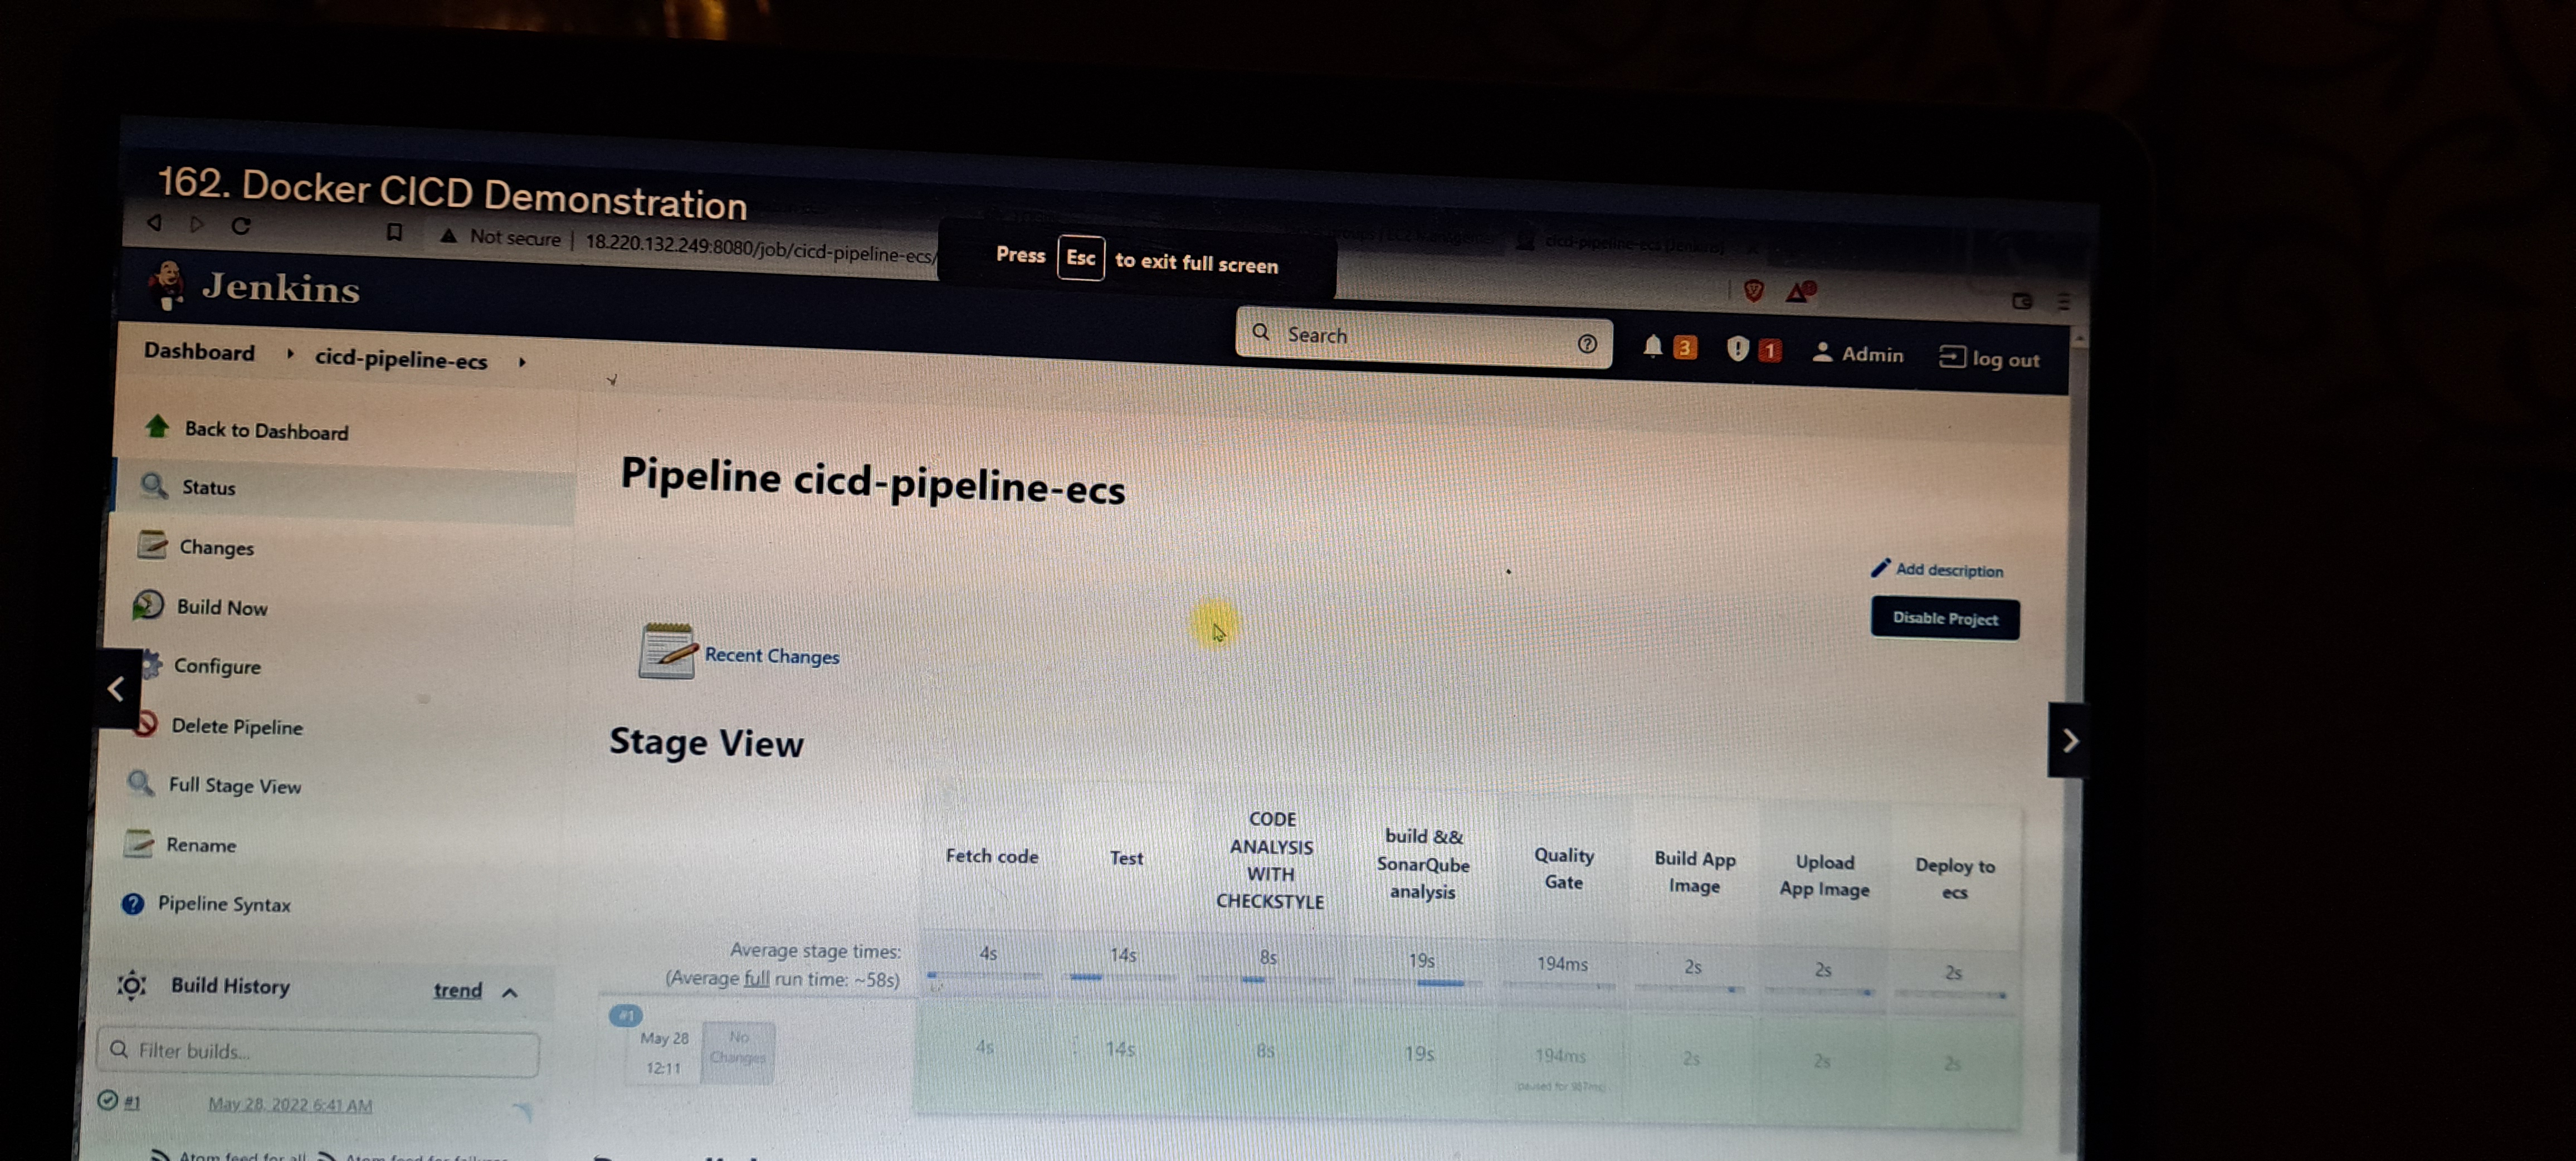 162. Docker CICD Demonstration
Not secure | 18.220.132.249:8080/job/cicd-pipeline-ecs/
Press Esc to exit full screen
Jenkins
Search
3
1
Admin
log out
Dashboard
cicd-pipeline-ecs
Back to Dashboard
Status
Changes
Build Now
Configure
Delete Pipeline
Full Stage View
Rename
Pipeline Syntax
Build History
trend
Filter builds...
#1
May 28, 2022 6:41 AM
Atom feed for all
Pipeline cicd-pipeline-ecs
Add description
Disable Project
Recent Changes
Stage View
Fetch code
Test
CODE
ANALYSIS
WITH
CHECKSTYLE
build &&
SonarQube
analysis
Quality
Gate
Build App
Image
Upload
App Image
Deploy to
ecs
Average stage times:
(Average full run time: ~58s)
4s
14s
8s
19s
194ms
2s
2s
2s
#1
May 28
12:11
No
Changes
4s
14s
8s
19s
194ms
2s
2s
2s